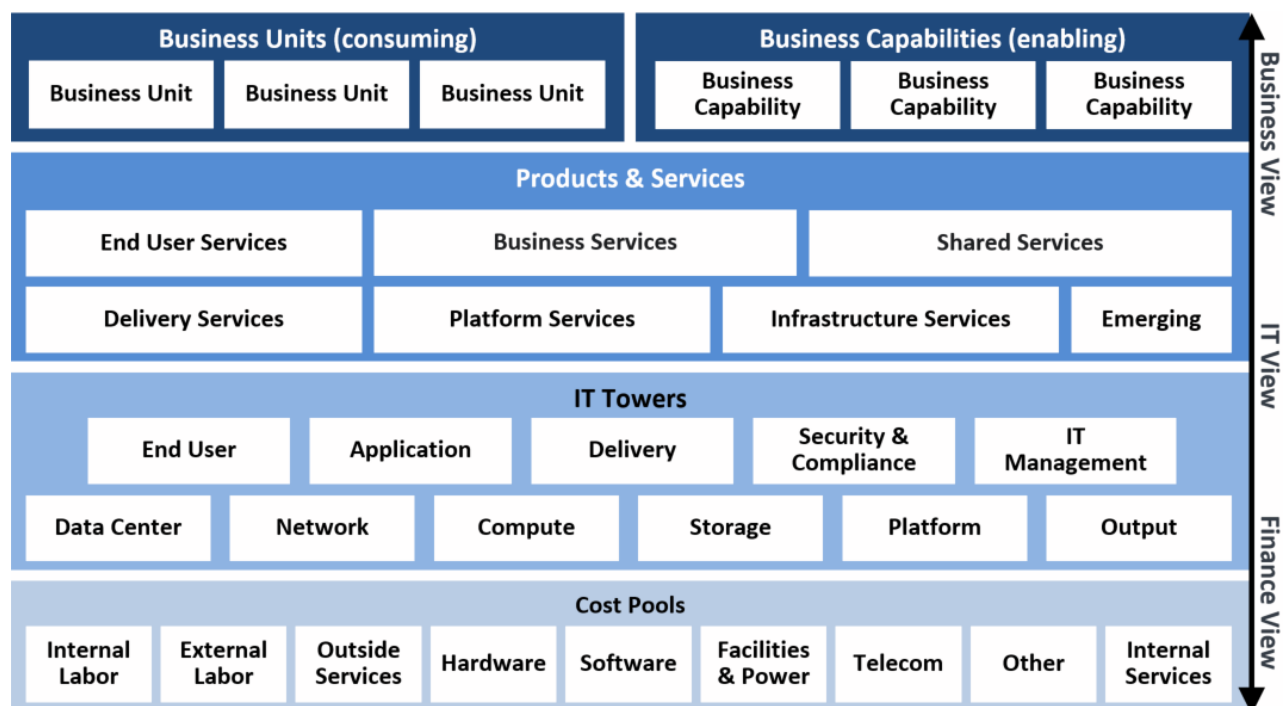 Business Units (consuming)
Business Unit
Business Unit
Business Unit
Business Capabilities (enabling)
Business
Capability
Business
Capability
Business
Capability
Products & Services
End User Services
Business Services
Shared Services
Delivery Services
Platform Services
Infrastructure Services
Emerging
IT Towers
End User
Application
Delivery
Security &
Compliance
IT
Management
Data Center
Network
Compute
Storage
Platform
Output
Cost Pools
Internal
Labor
External
Labor
Outside
Services
Hardware
Software
Facilities
& Power
Telecom
Other
Internal
Services
Business View
IT View
Finance View